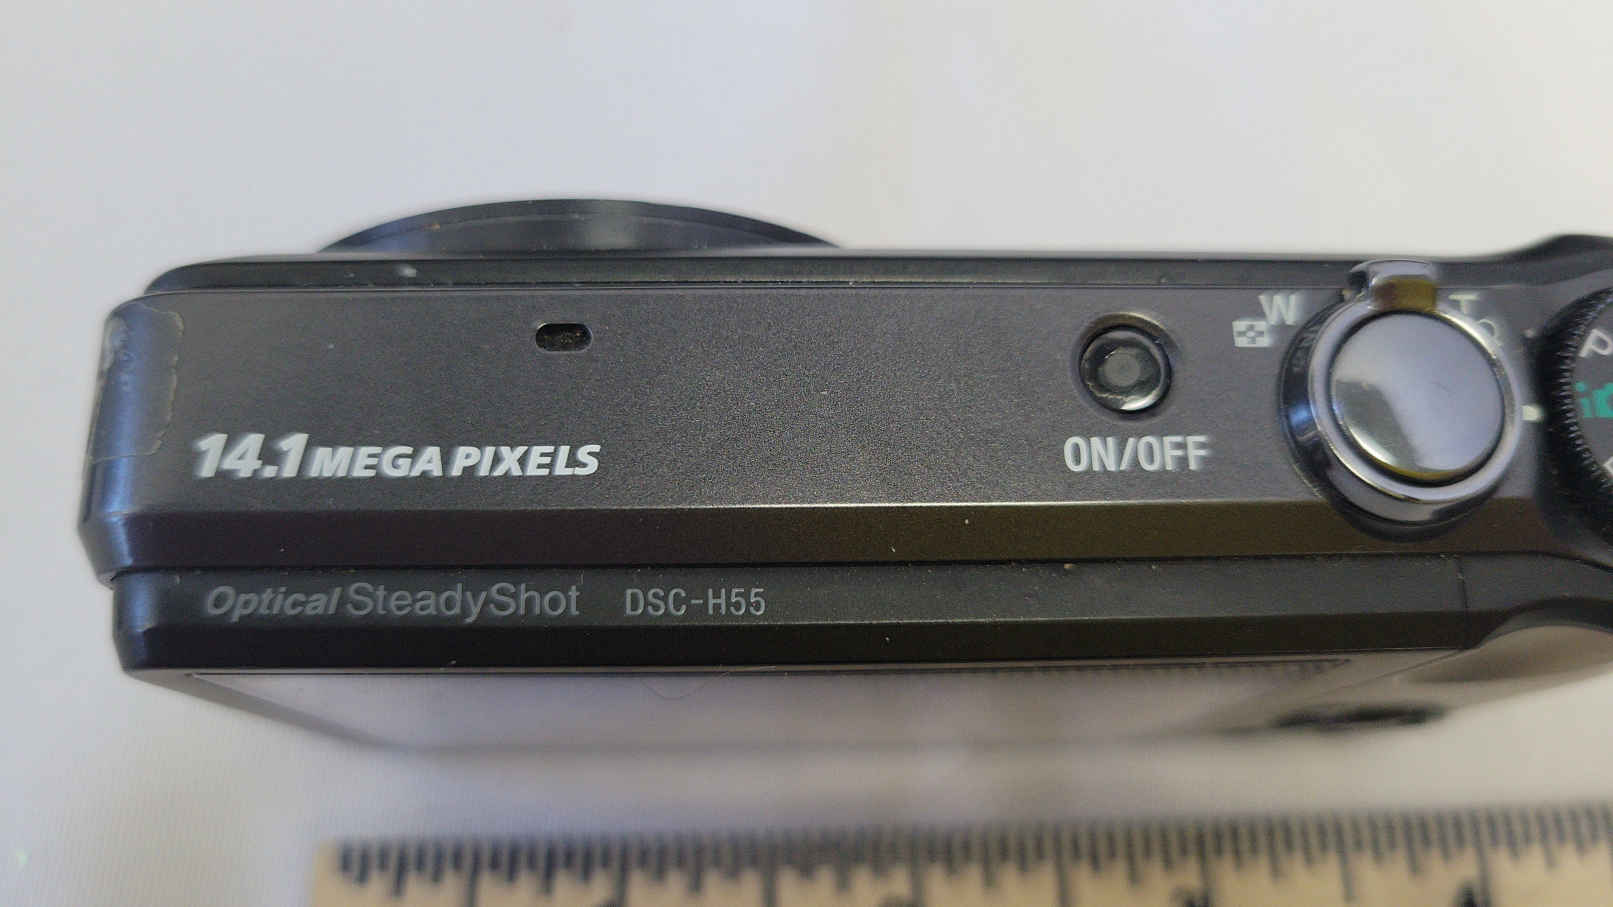 W T
P
14.1 MEGA PIXELS
ON/OFF
Optical SteadyShot DSC-H55